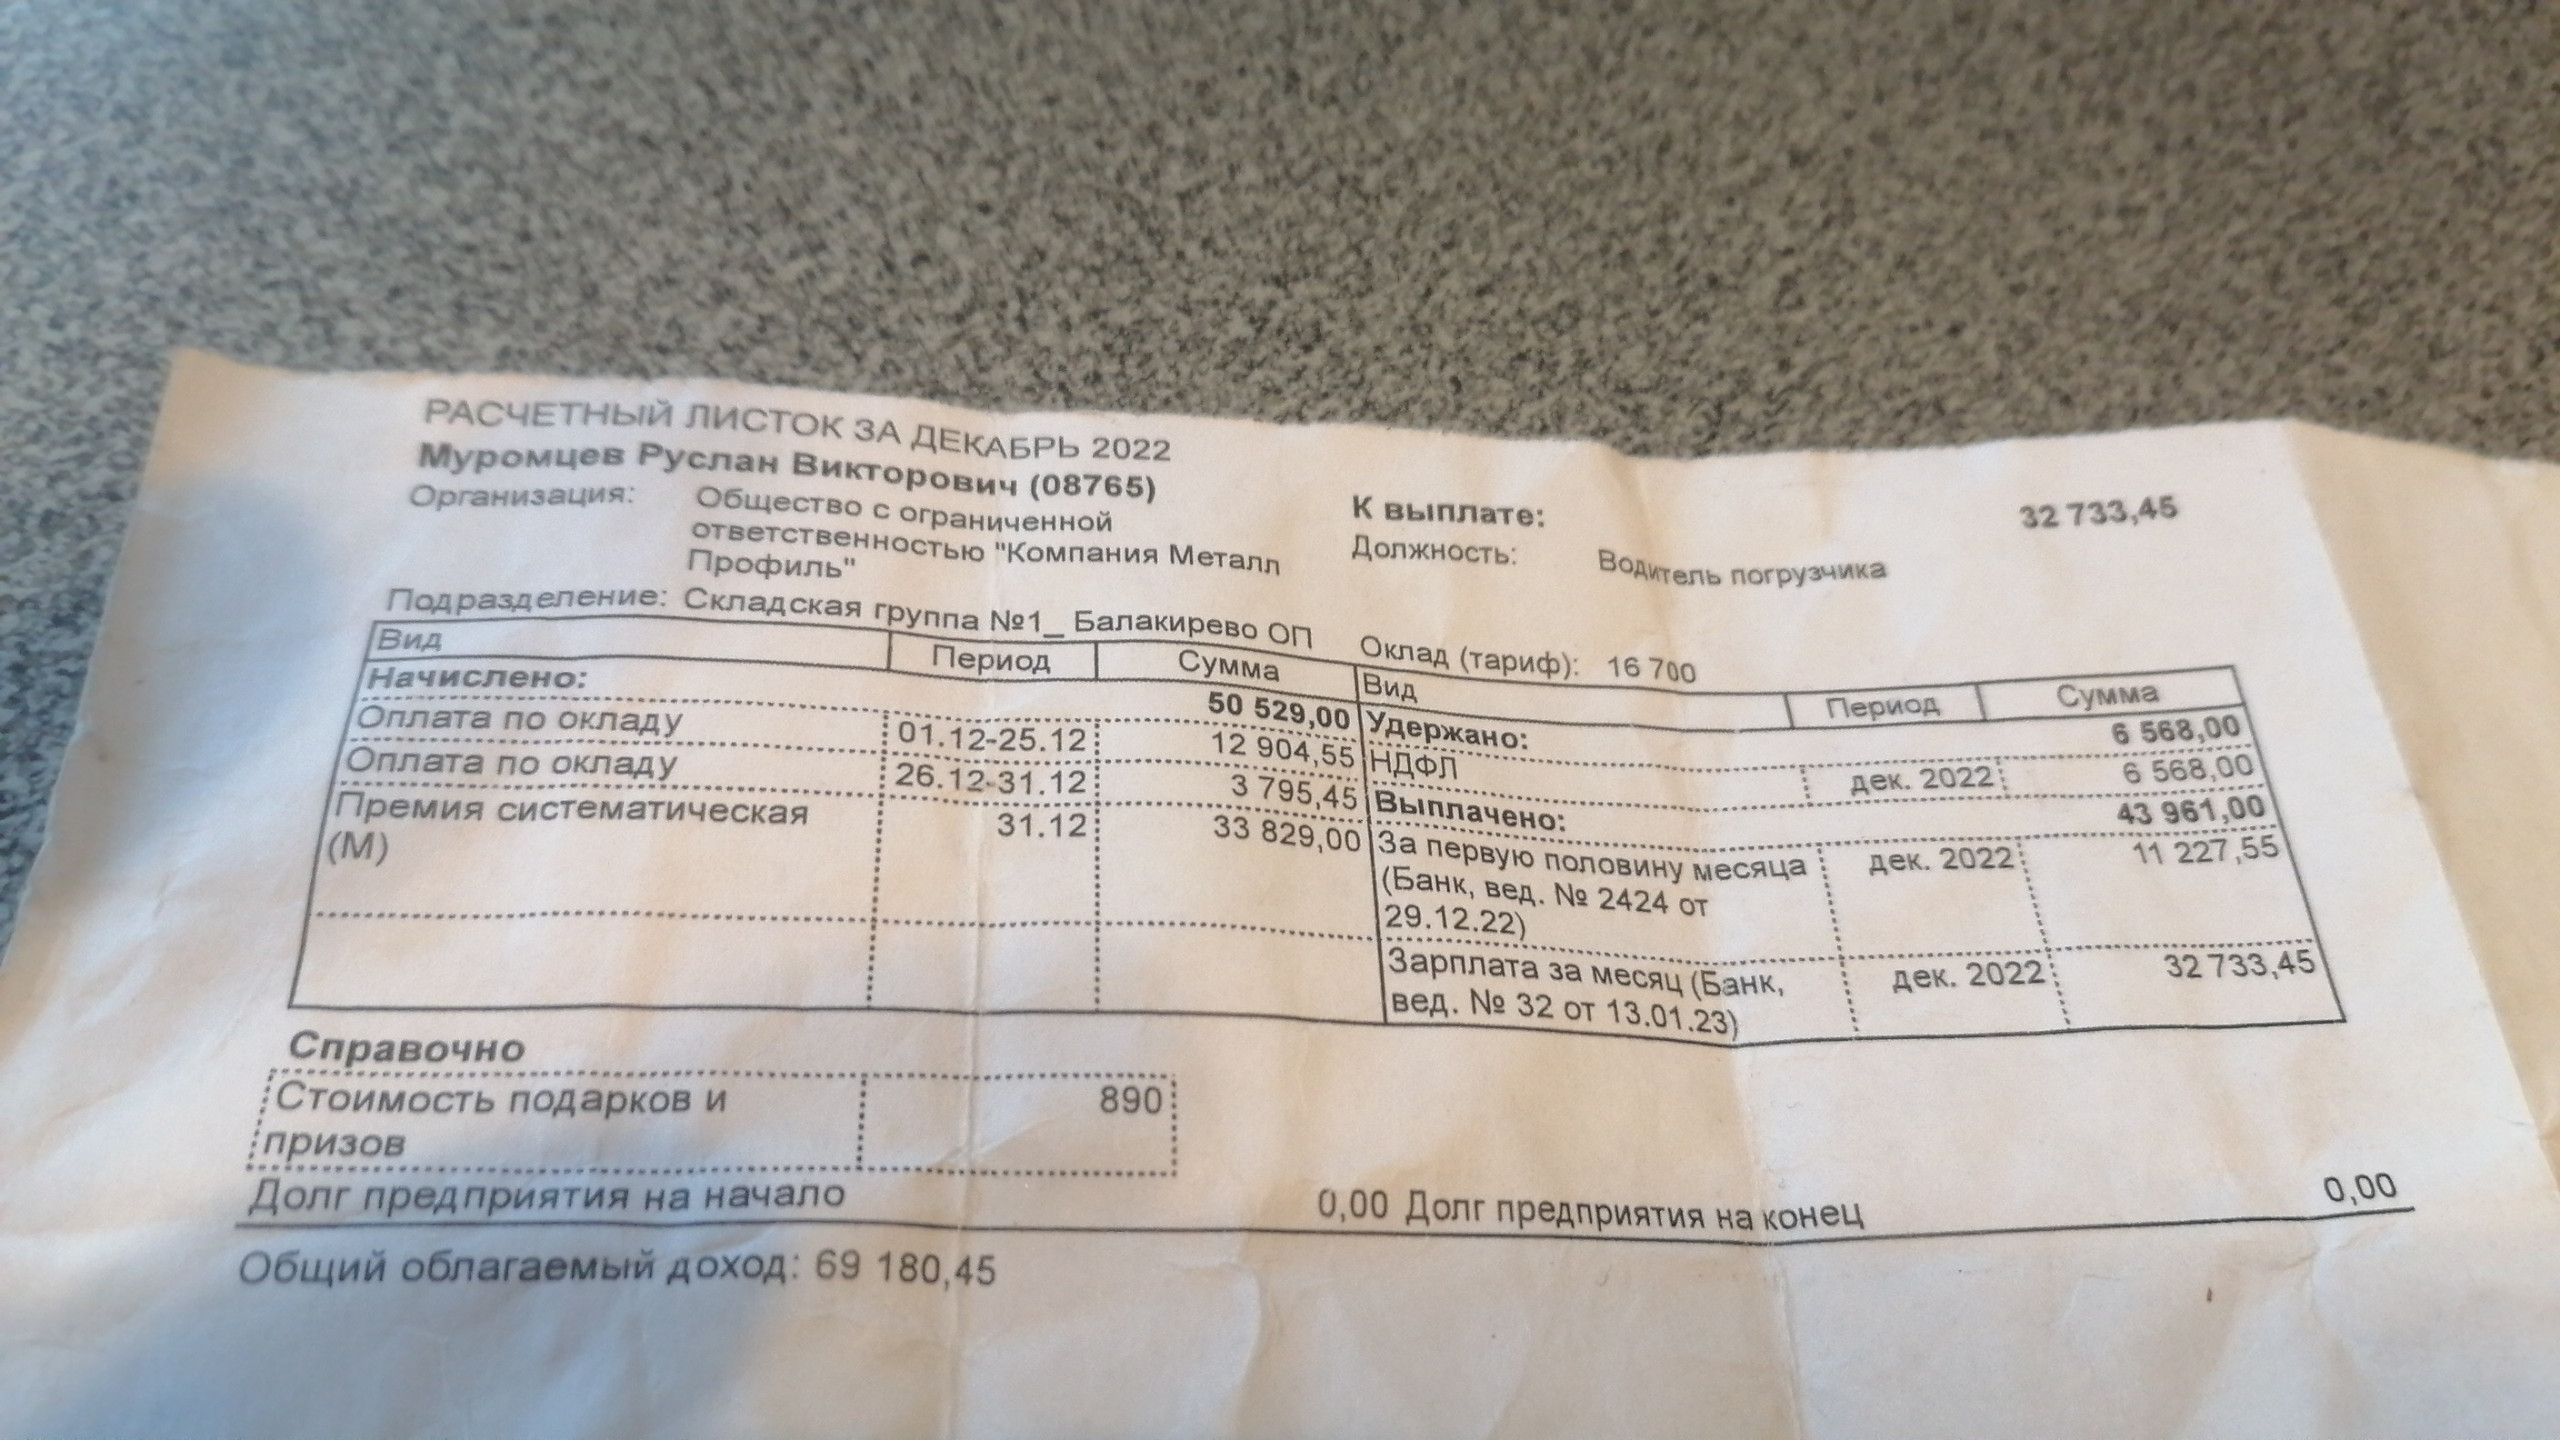 РАСЧЕТНЫЙ ЛИСТОК ЗА ДЕКАБРЬ 2022
Муромцев Руслан Викторович (08765)
Организация: Общество с ограниченной
ответственностью "Компания Металл
Профиль"
К выплате: 32 733,45
Должность: Водитель погрузчика
Подразделение: Складская группа №1_ Балакирево ОП
Оклад (тариф): 16 700
Вид Период Сумма
Начислено: 50 529,00
Оплата по окладу 01.12-25.12 12 904,55
Оплата по окладу 26.12-31.12 3 795,45
Премия систематическая 31.12 33 829,00
(М)
Вид Период Сумма
Удержано: 6 568,00
НДФЛ дек. 2022 6 568,00
Выплачено: 43 961,00
За первую половину месяца дек. 2022 11 227,55
(Банк, вед. № 2424 от
29.12.22)
Зарплата за месяц (Банк, дек. 2022 32 733,45
вед. № 32 от 13.01.23)
Справочно
Стоимость подарков и 890
призов
Долг предприятия на начало 0,00 Долг предприятия на конец 0,00
Общий облагаемый доход: 69 180,45